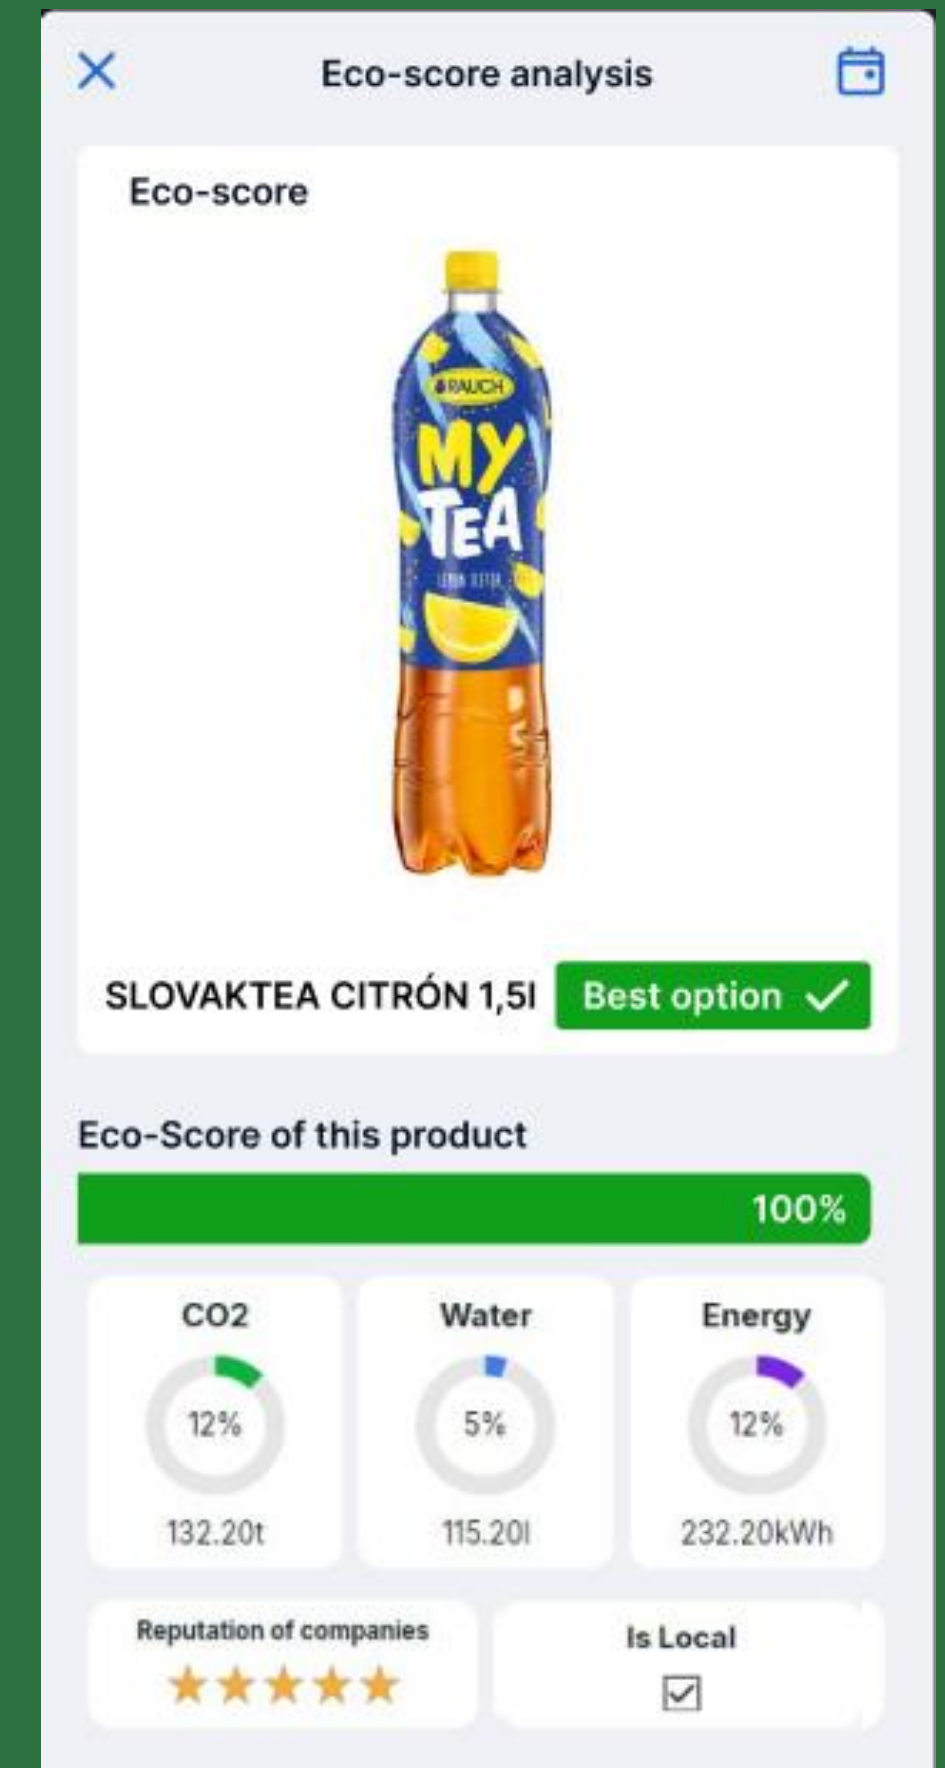 Eco-score analysis
Eco-score
RAUCH
MY
TEA
SLOVAKTEA CITRÓN 1,5l
Best option
Eco-Score of this product
100%
CO2 Water Energy
12% 5% 12%
132.20t 115.20l 232.20kWh
Reputation of companies Is Local